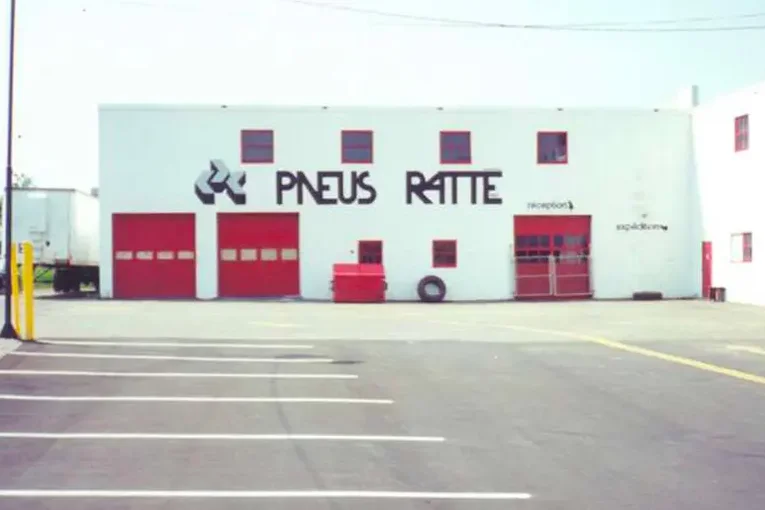 PNEUS RATTE
réception
expédition